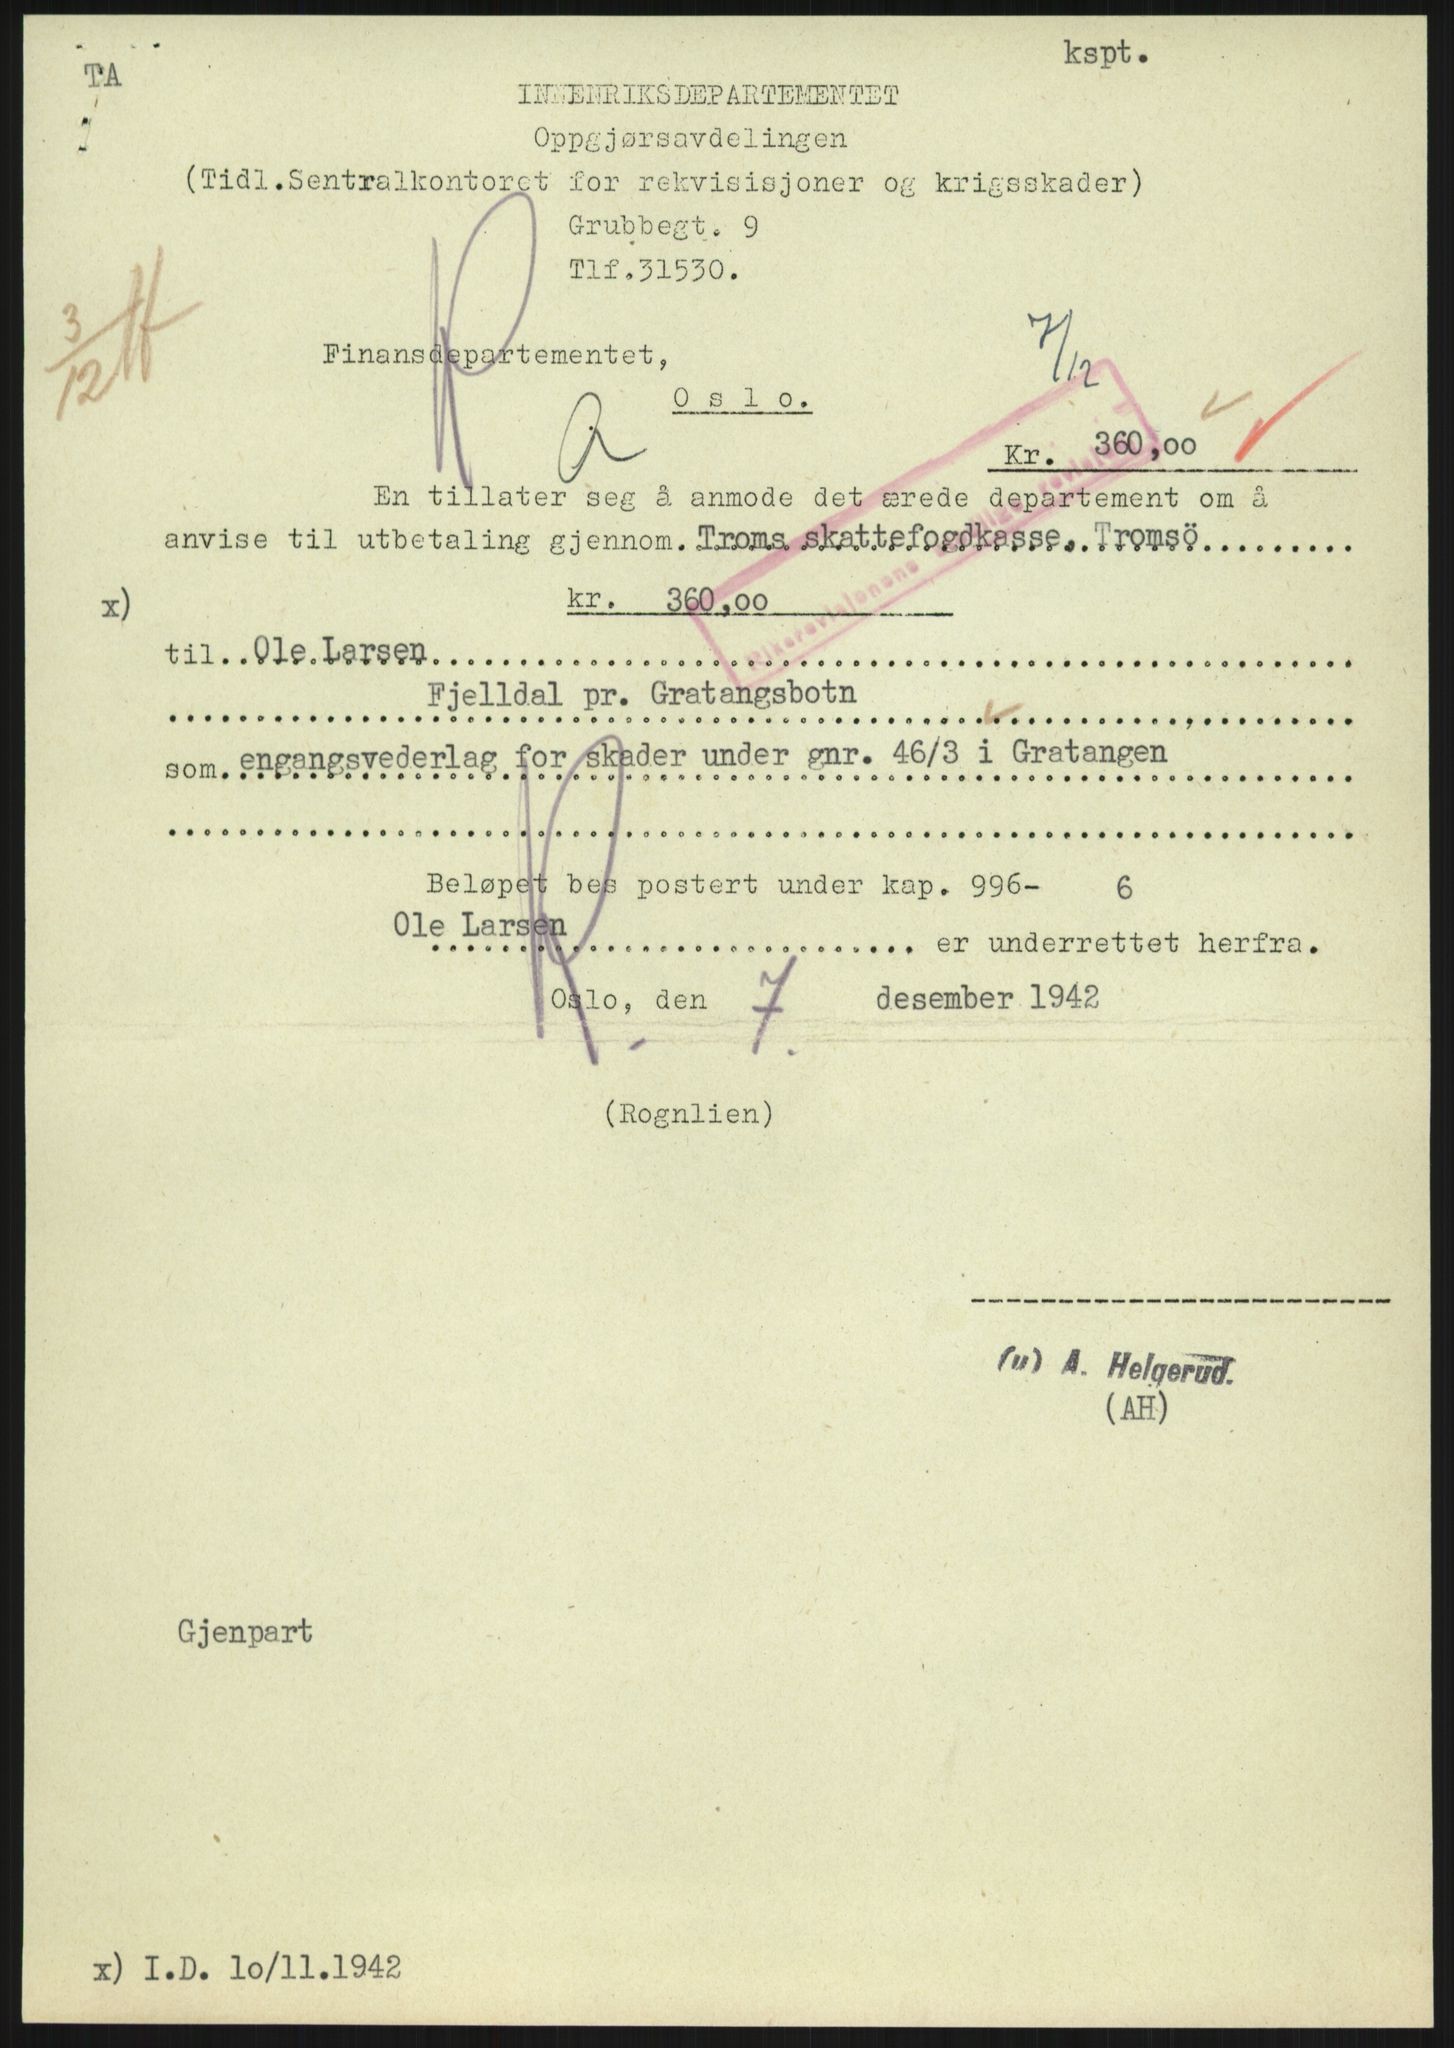 kspt.
TA
INNENRIKSDEPARTEMENTET
Oppgjørsavdelingen
(Tidl.Sentralkontoret for rekvisisjoner og krigsskader)
Grubbegt. 9
Tlf.31530.
3/12
7/12
Finansdepartementet,
Oslo.
Kr. 360,oo
En tillater seg å anmode det ærede departement om å
anvise til utbetaling gjennom. Troms skattefogdkasse, Tromsö
x) kr. 360,oo
til. Ole Larsen
Fjelldal pr. Gratangsbotn
som. engangsvederlag for skader under gnr. 46/3 i Gratangen
Beløpet bes postert under kap. 996- 6
Ole Larsen er underrettet herfra.
Oslo, den 7. desember 1942
(Rognlien)
(u) A. Helgerud.
(AH)
Gjenpart
x) I.D. lo/11.1942